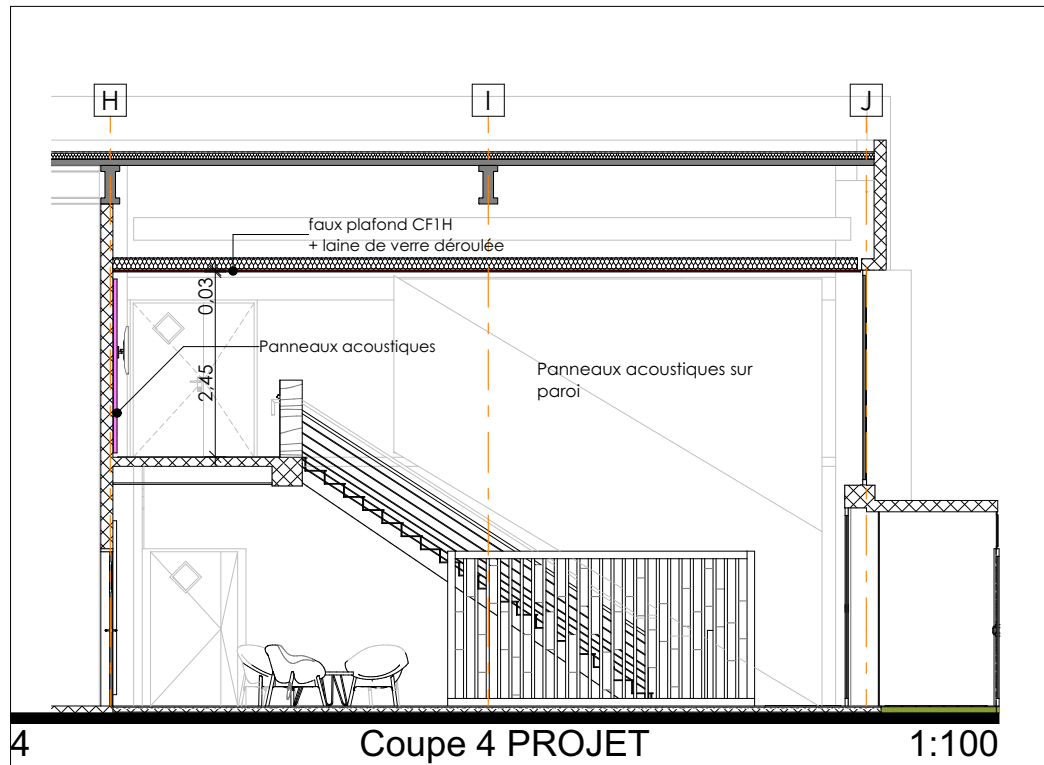 H
I
J
faux plafond CF1H
+ laine de verre déroulée
0,03
Panneaux acoustiques
2,45
Panneaux acoustiques sur
paroi
4
Coupe 4 PROJET
1:100